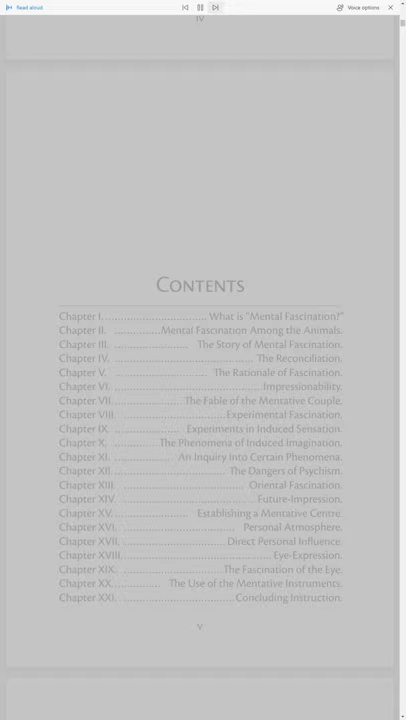 Read aloud
Voice options
iv
Contents
Chapter I. ................................... What is "Mental Fascination?"
Chapter II. ..............Mental Fascination Among the Animals.
Chapter III. ......................... The Story of Mental Fascination.
Chapter IV. ............................................... The Reconciliation.
Chapter V. ................................ The Rationale of Fascination.
Chapter VI. .................................................. Impressionability.
Chapter VII. ........................The Fable of the Mentative Couple.
Chapter VIII. .....................................Experimental Fascination.
Chapter IX. ...................... Experiments in Induced Sensation.
Chapter X. ............... The Phenomena of Induced Imagination.
Chapter XI. ..................An Inquiry Into Certain Phenomena.
Chapter XII. ...................................The Dangers of Psychism.
Chapter XIII. ........................................... Oriental Fascination.
Chapter XIV. ...............................................Future-Impression.
Chapter XV. ......................... Establishing a Mentative Centre.
Chapter XVI. ........................................ Personal Atmosphere.
Chapter XVII. ...................................Direct Personal Influence.
Chapter XVIII. ..................................................Eye-Expression.
Chapter XIX. .................................The Fascination of the Eye.
Chapter XX. ................ The Use of the Mentative Instruments.
Chapter XXI. .....................................Concluding Instruction.
v